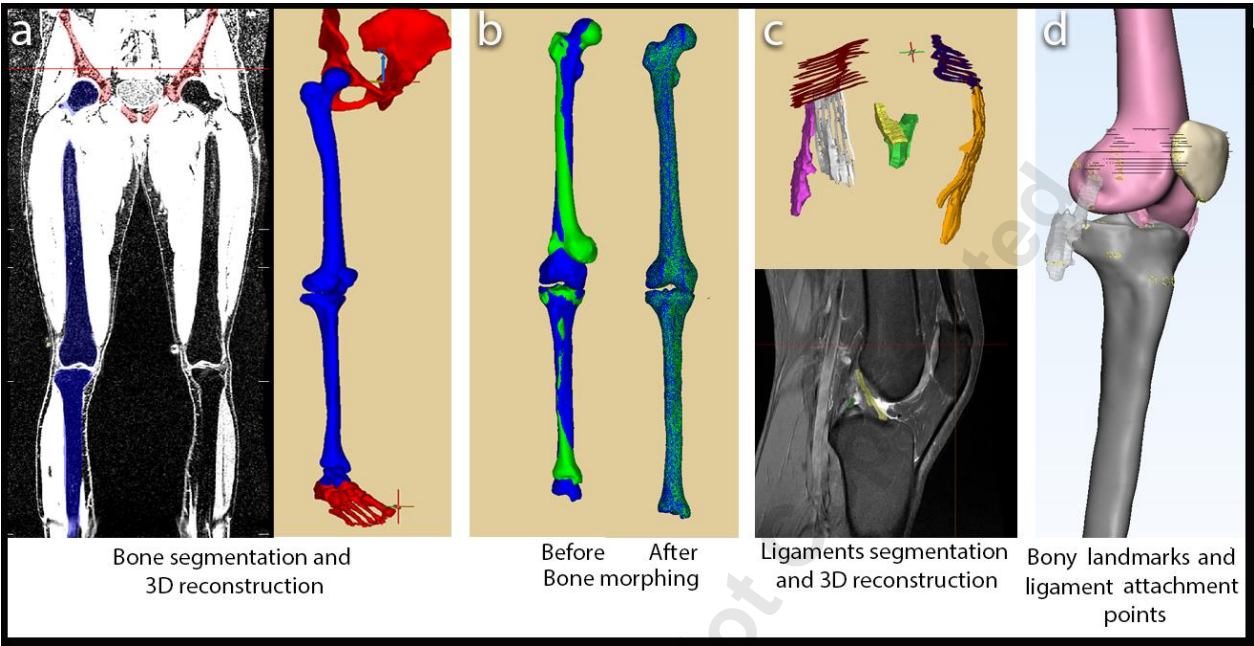 a
b
c
d
Bone segmentation and
3D reconstruction
Before After
Bone morphing
Ligaments segmentation
and 3D reconstruction
Bony landmarks and
ligament attachment
points